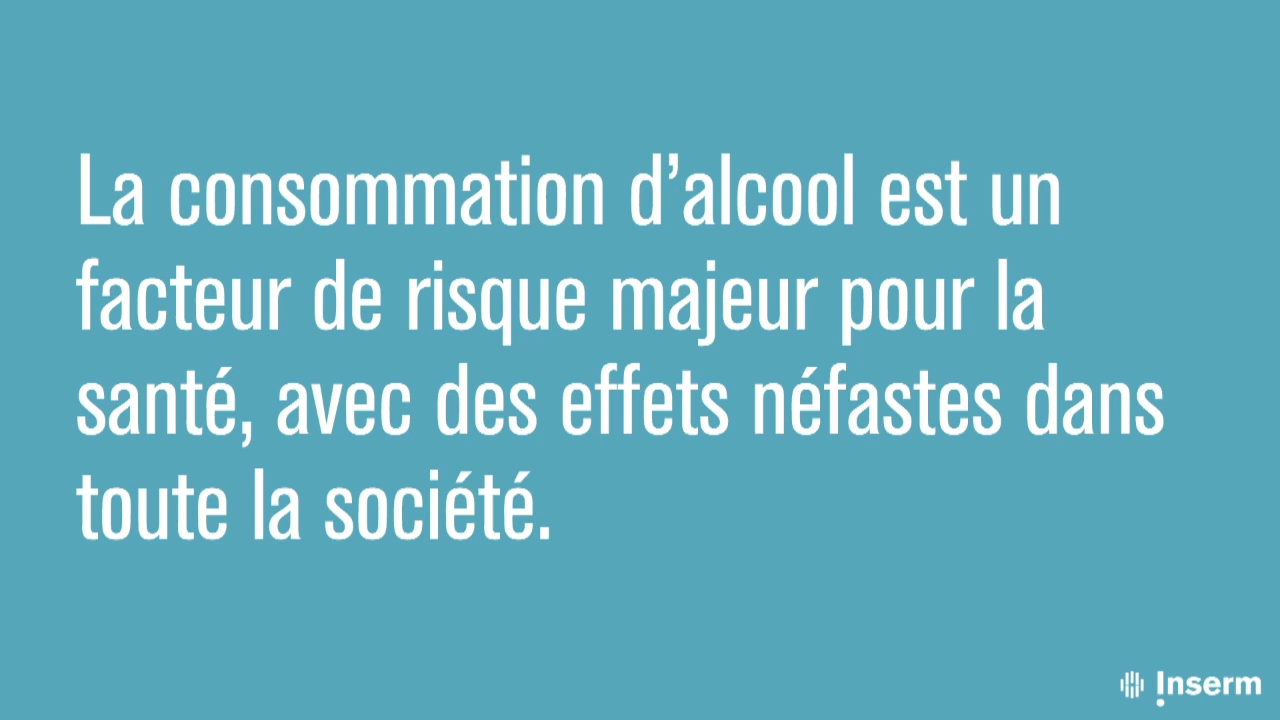 La consommation d’alcool est un
facteur de risque majeur pour la
santé, avec des effets néfastes dans
toute la société.
Inserm